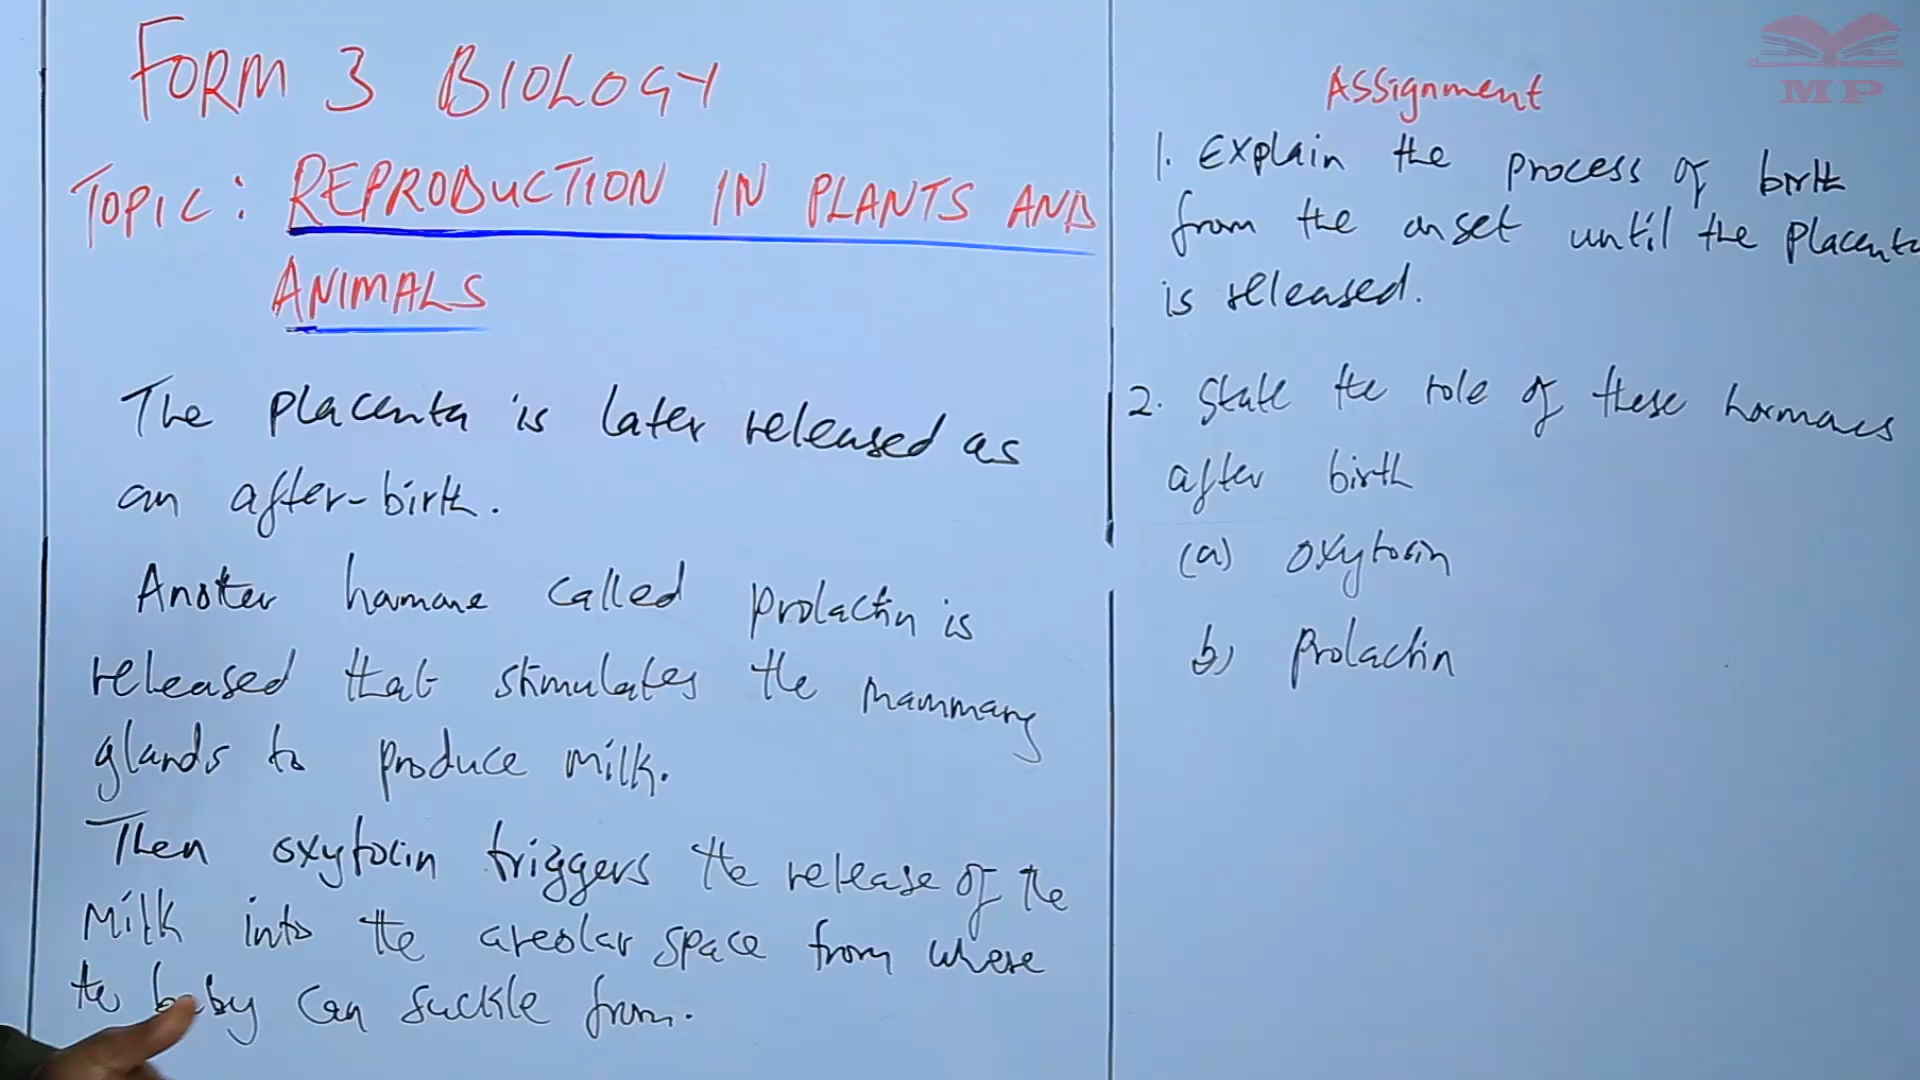 FORM 3 BIOLOGY
TOPIC: REPRODUCTION IN PLANTS AND
ANIMALS
The placenta is later released as
an after-birth.
Another hormone called prolactin is
released that stimulates the mammary
glands to produce milk.
Then oxytocin triggers the release of the
milk into the areolar space from where
the baby can suckle from.
Assignment
1. Explain the process of birth
from the onset until the placenta
is released.
2. State the role of these hormones
after birth
(a) oxytocin
b) prolactin
MP